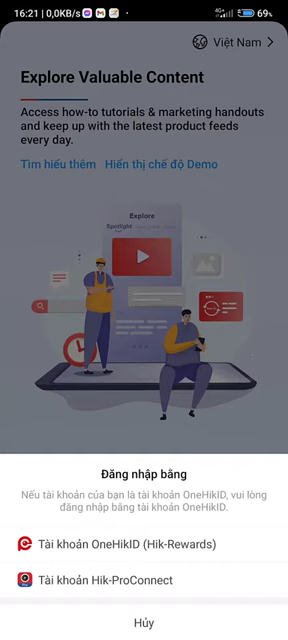 16:21 | 0,0KB/s
4G+
69%
Việt Nam
Explore Valuable Content
Access how-to tutorials & marketing handouts
and keep up with the latest product feeds
every day.
Tìm hiểu thêm Hiển thị chế độ Demo
Explore
Spotlight
Đăng nhập bằng
Nếu tài khoản của bạn là tài khoản OneHikID, vui lòng
đăng nhập bằng tài khoản OneHikID.
Tài khoản OneHikID (Hik-Rewards)
Tài khoản Hik-ProConnect
Hủy